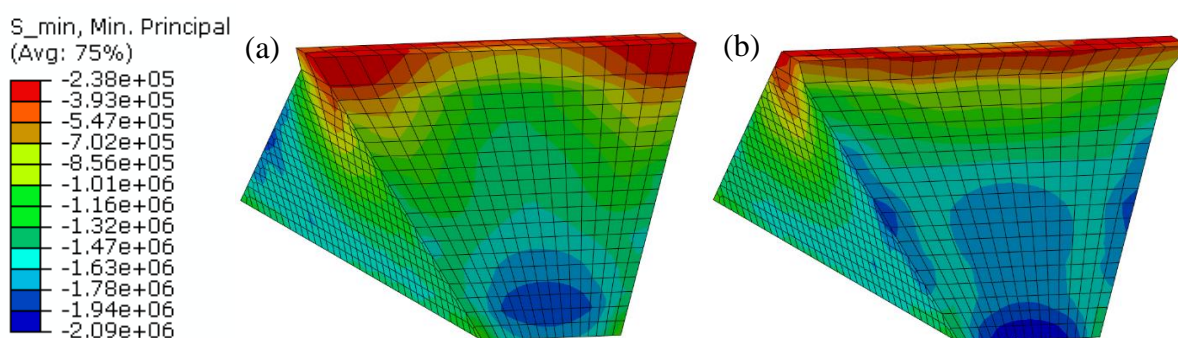 S_min, Min. Principal
(Avg: 75%)
-2.38e+05
-3.93e+05
-5.47e+05
-7.02e+05
-8.56e+05
-1.01e+06
-1.16e+06
-1.32e+06
-1.47e+06
-1.63e+06
-1.78e+06
-1.94e+06
-2.09e+06
(a)
(b)